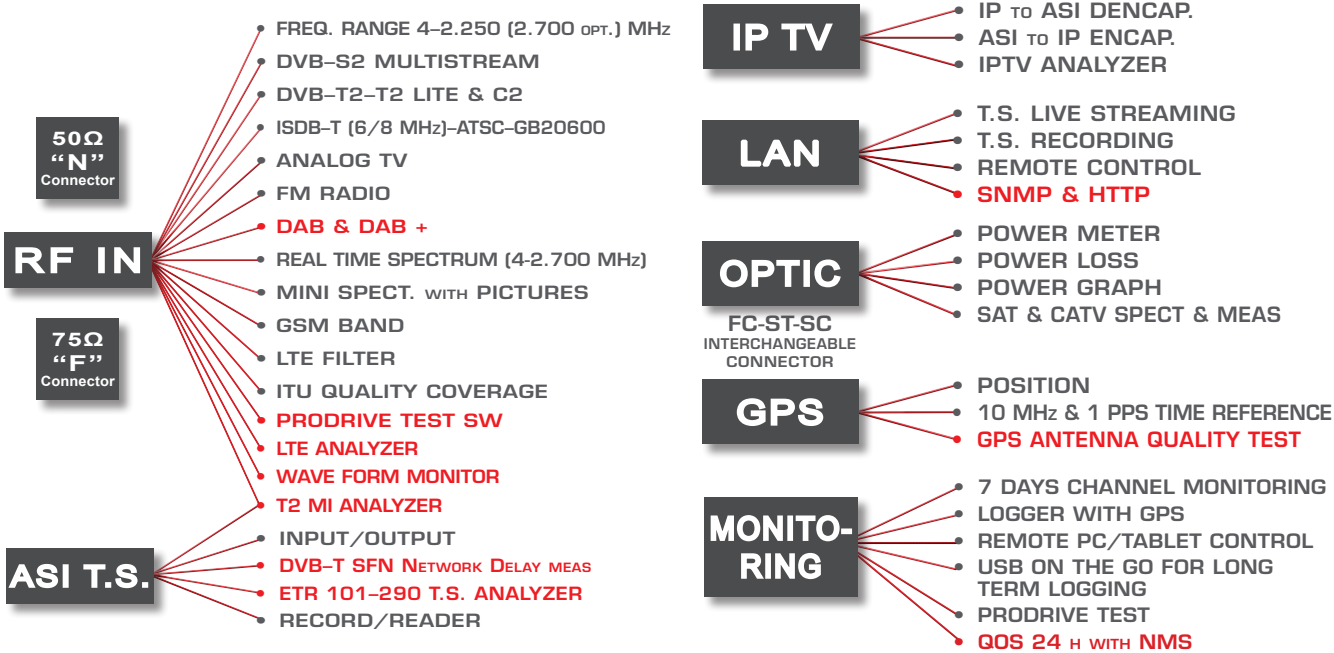 50Ω
“N”
Connector
RF IN
75Ω
“F”
Connector
FREQ. RANGE 4–2.250 (2.700 OPT.) MHz
DVB–S2 MULTISTREAM
DVB–T2–T2 LITE & C2
ISDB–T (6/8 MHz)–ATSC–GB20600
ANALOG TV
FM RADIO
DAB & DAB +
REAL TIME SPECTRUM (4-2.700 MHz)
MINI SPECT. WITH PICTURES
GSM BAND
LTE FILTER
ITU QUALITY COVERAGE
PRODRIVE TEST SW
LTE ANALYZER
WAVE FORM MONITOR
T2 MI ANALYZER
ASI T.S.
INPUT/OUTPUT
DVB–T SFN NETWORK DELAY MEAS
ETR 101–290 T.S. ANALYZER
RECORD/READER
IP TV
IP TO ASI DENCAP.
ASI TO IP ENCAP.
IPTV ANALYZER
LAN
T.S. LIVE STREAMING
T.S. RECORDING
REMOTE CONTROL
SNMP & HTTP
OPTIC
FC-ST-SC
INTERCHANGEABLE
CONNECTOR
POWER METER
POWER LOSS
POWER GRAPH
SAT & CATV SPECT & MEAS
GPS
POSITION
10 MHz & 1 PPS TIME REFERENCE
GPS ANTENNA QUALITY TEST
MONITO-
RING
7 DAYS CHANNEL MONITORING
LOGGER WITH GPS
REMOTE PC/TABLET CONTROL
USB ON THE GO FOR LONG
TERM LOGGING
PRODRIVE TEST
QOS 24 H WITH NMS